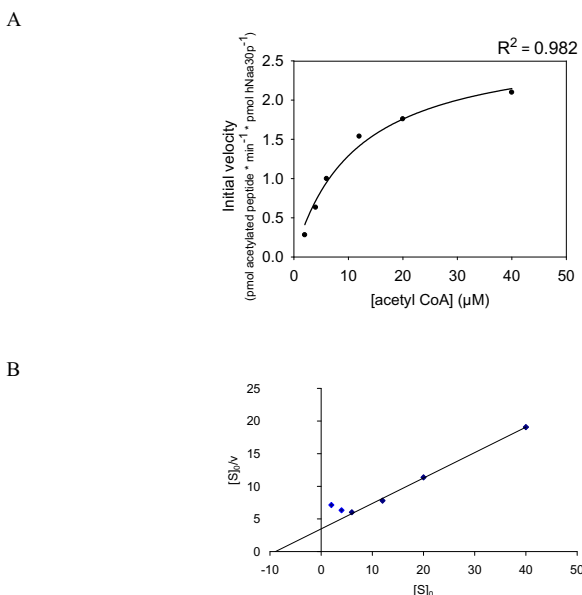 A
R² = 0.982
2.5
2.0
1.5
1.0
0.5
0.0
Initial velocity
(pmol acetylated peptide * min⁻¹ * pmol hNaa30p⁻¹)
0 10 20 30 40 50
[acetyl CoA] (µM)
B
25
20
15
10
5
0
[S]₀/v
-10 0 10 20 30 40 50
[S]₀